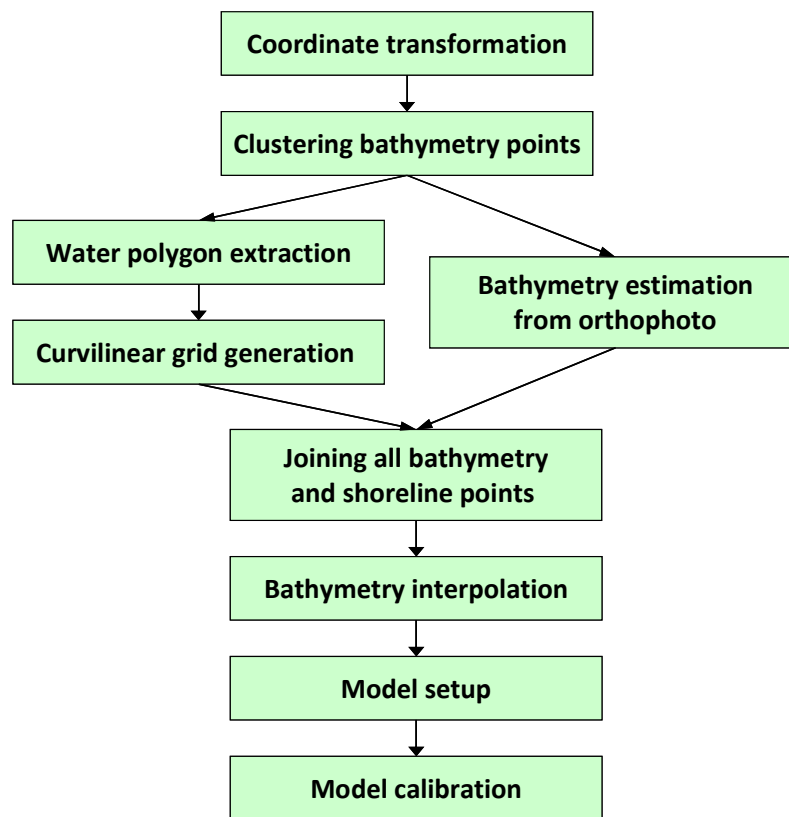 Coordinate transformation
Clustering bathymetry points
Water polygon extraction
Bathymetry estimation
from orthophoto
Curvilinear grid generation
Joining all bathymetry
and shoreline points
Bathymetry interpolation
Model setup
Model calibration